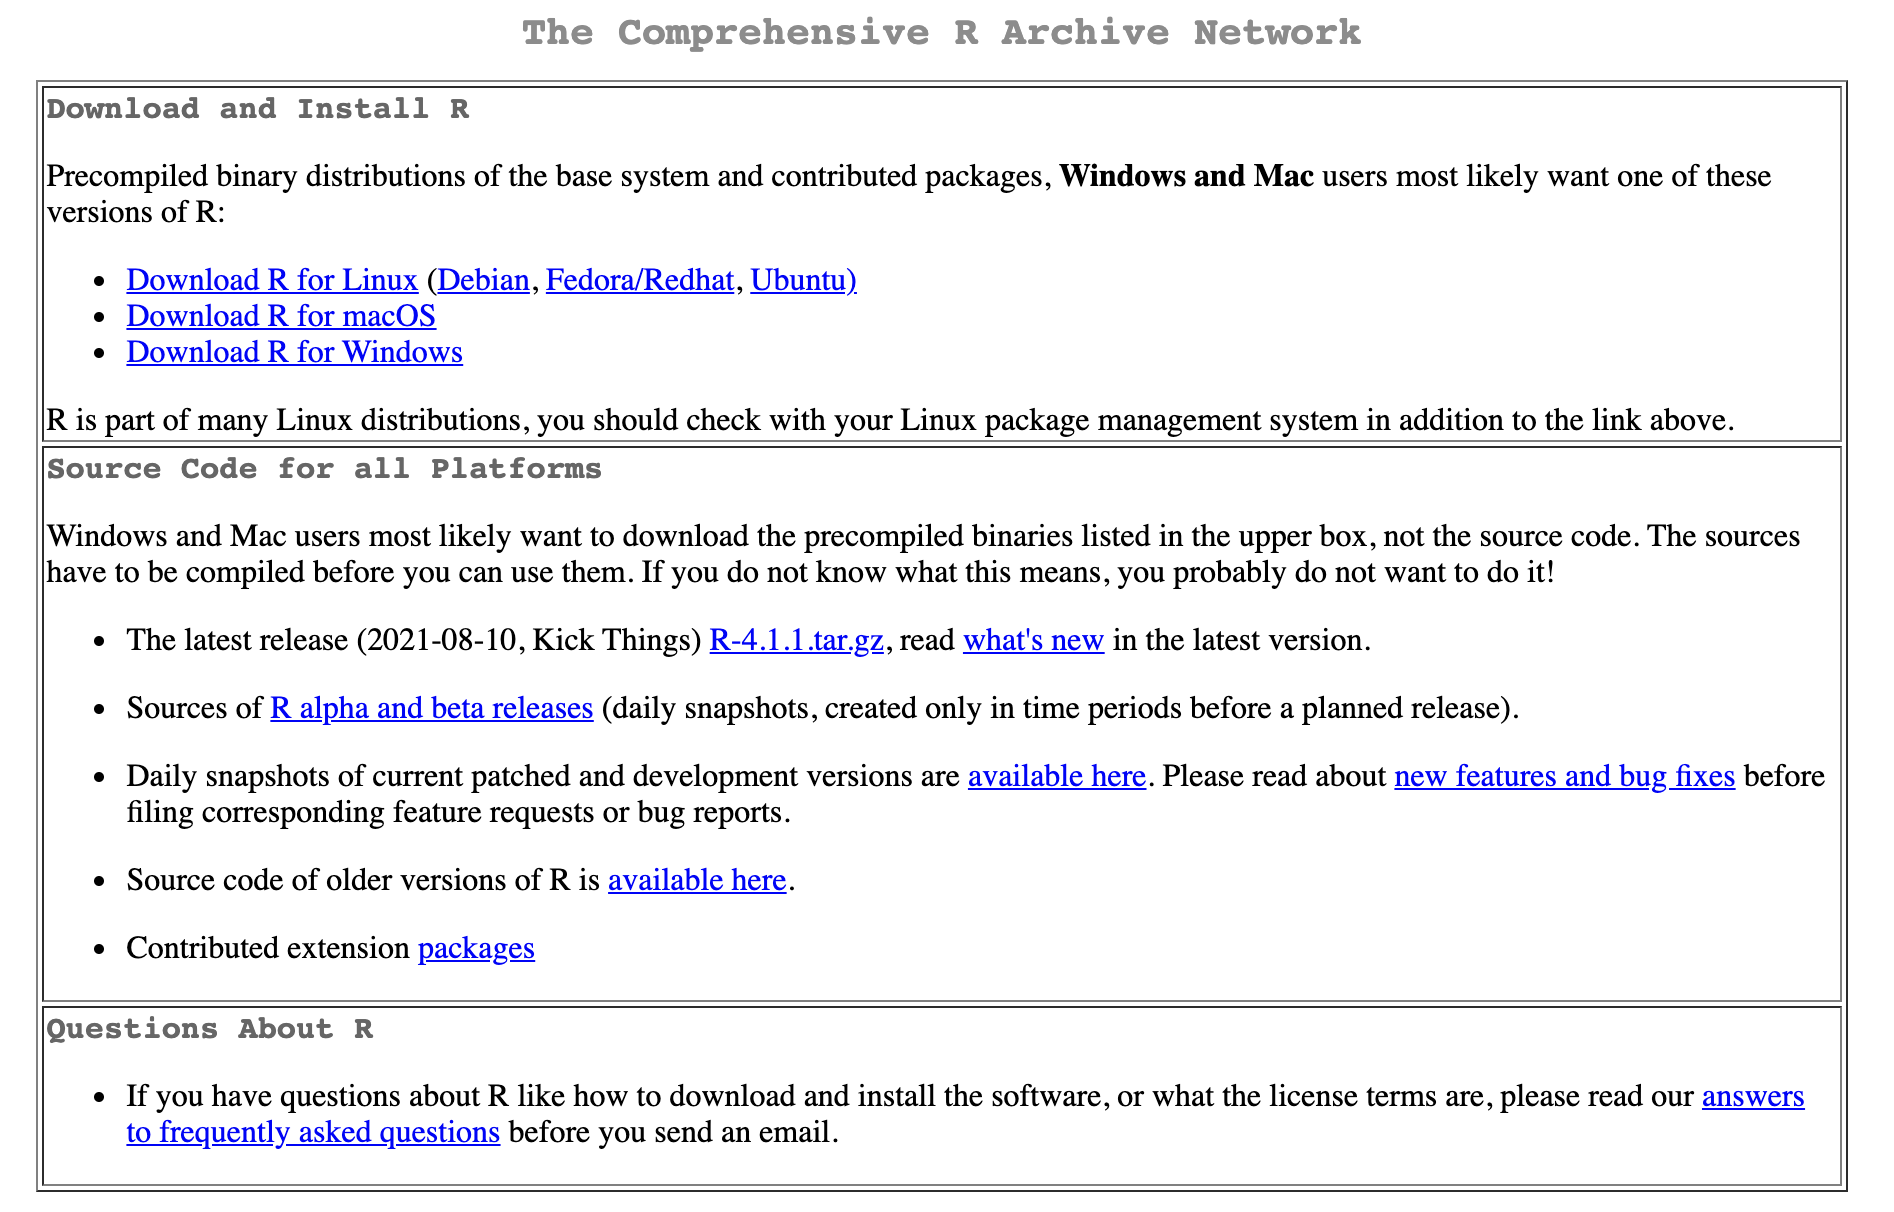 The Comprehensive R Archive Network
Download and Install R
Precompiled binary distributions of the base system and contributed packages, Windows and Mac users most likely want one of these
versions of R:
• Download R for Linux (Debian, Fedora/Redhat, Ubuntu)
• Download R for macOS
• Download R for Windows
R is part of many Linux distributions, you should check with your Linux package management system in addition to the link above.
Source Code for all Platforms
Windows and Mac users most likely want to download the precompiled binaries listed in the upper box, not the source code. The sources
have to be compiled before you can use them. If you do not know what this means, you probably do not want to do it!
• The latest release (2021-08-10, Kick Things) R-4.1.1.tar.gz, read what's new in the latest version.
• Sources of R alpha and beta releases (daily snapshots, created only in time periods before a planned release).
• Daily snapshots of current patched and development versions are available here. Please read about new features and bug fixes before
filing corresponding feature requests or bug reports.
• Source code of older versions of R is available here.
• Contributed extension packages
Questions About R
• If you have questions about R like how to download and install the software, or what the license terms are, please read our answers
to frequently asked questions before you send an email.